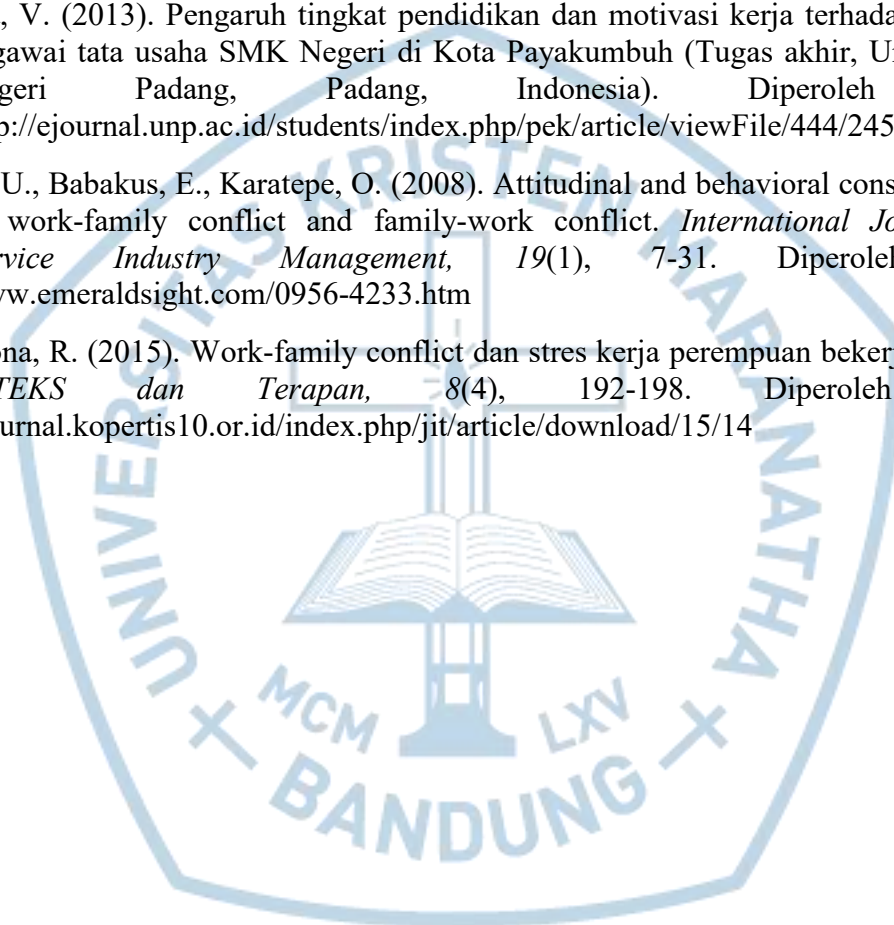 , V. (2013). Pengaruh tingkat pendidikan dan motivasi kerja terhada
gawai tata usaha SMK Negeri di Kota Payakumbuh (Tugas akhir, U
geri Padang, Padang, Indonesia). Diperoleh
p://ejournal.unp.ac.id/students/index.php/pek/article/viewFile/444/245
U., Babakus, E., Karatepe, O. (2008). Attitudinal and behavioral cons
work-family conflict and family-work conflict. International Jo
rvice Industry Management, 19(1), 7-31. Diperoleh
w.emeraldsight.com/0956-4233.htm
na, R. (2015). Work-family conflict dan stres kerja perempuan bekerj
TEKS dan Terapan, 8(4), 192-198. Diperoleh
urnal.kopertis10.or.id/index.php/jit/article/download/15/14
UNIVERSITAS KRISTEN MARANATHA
MCM LXV
BANDUNG